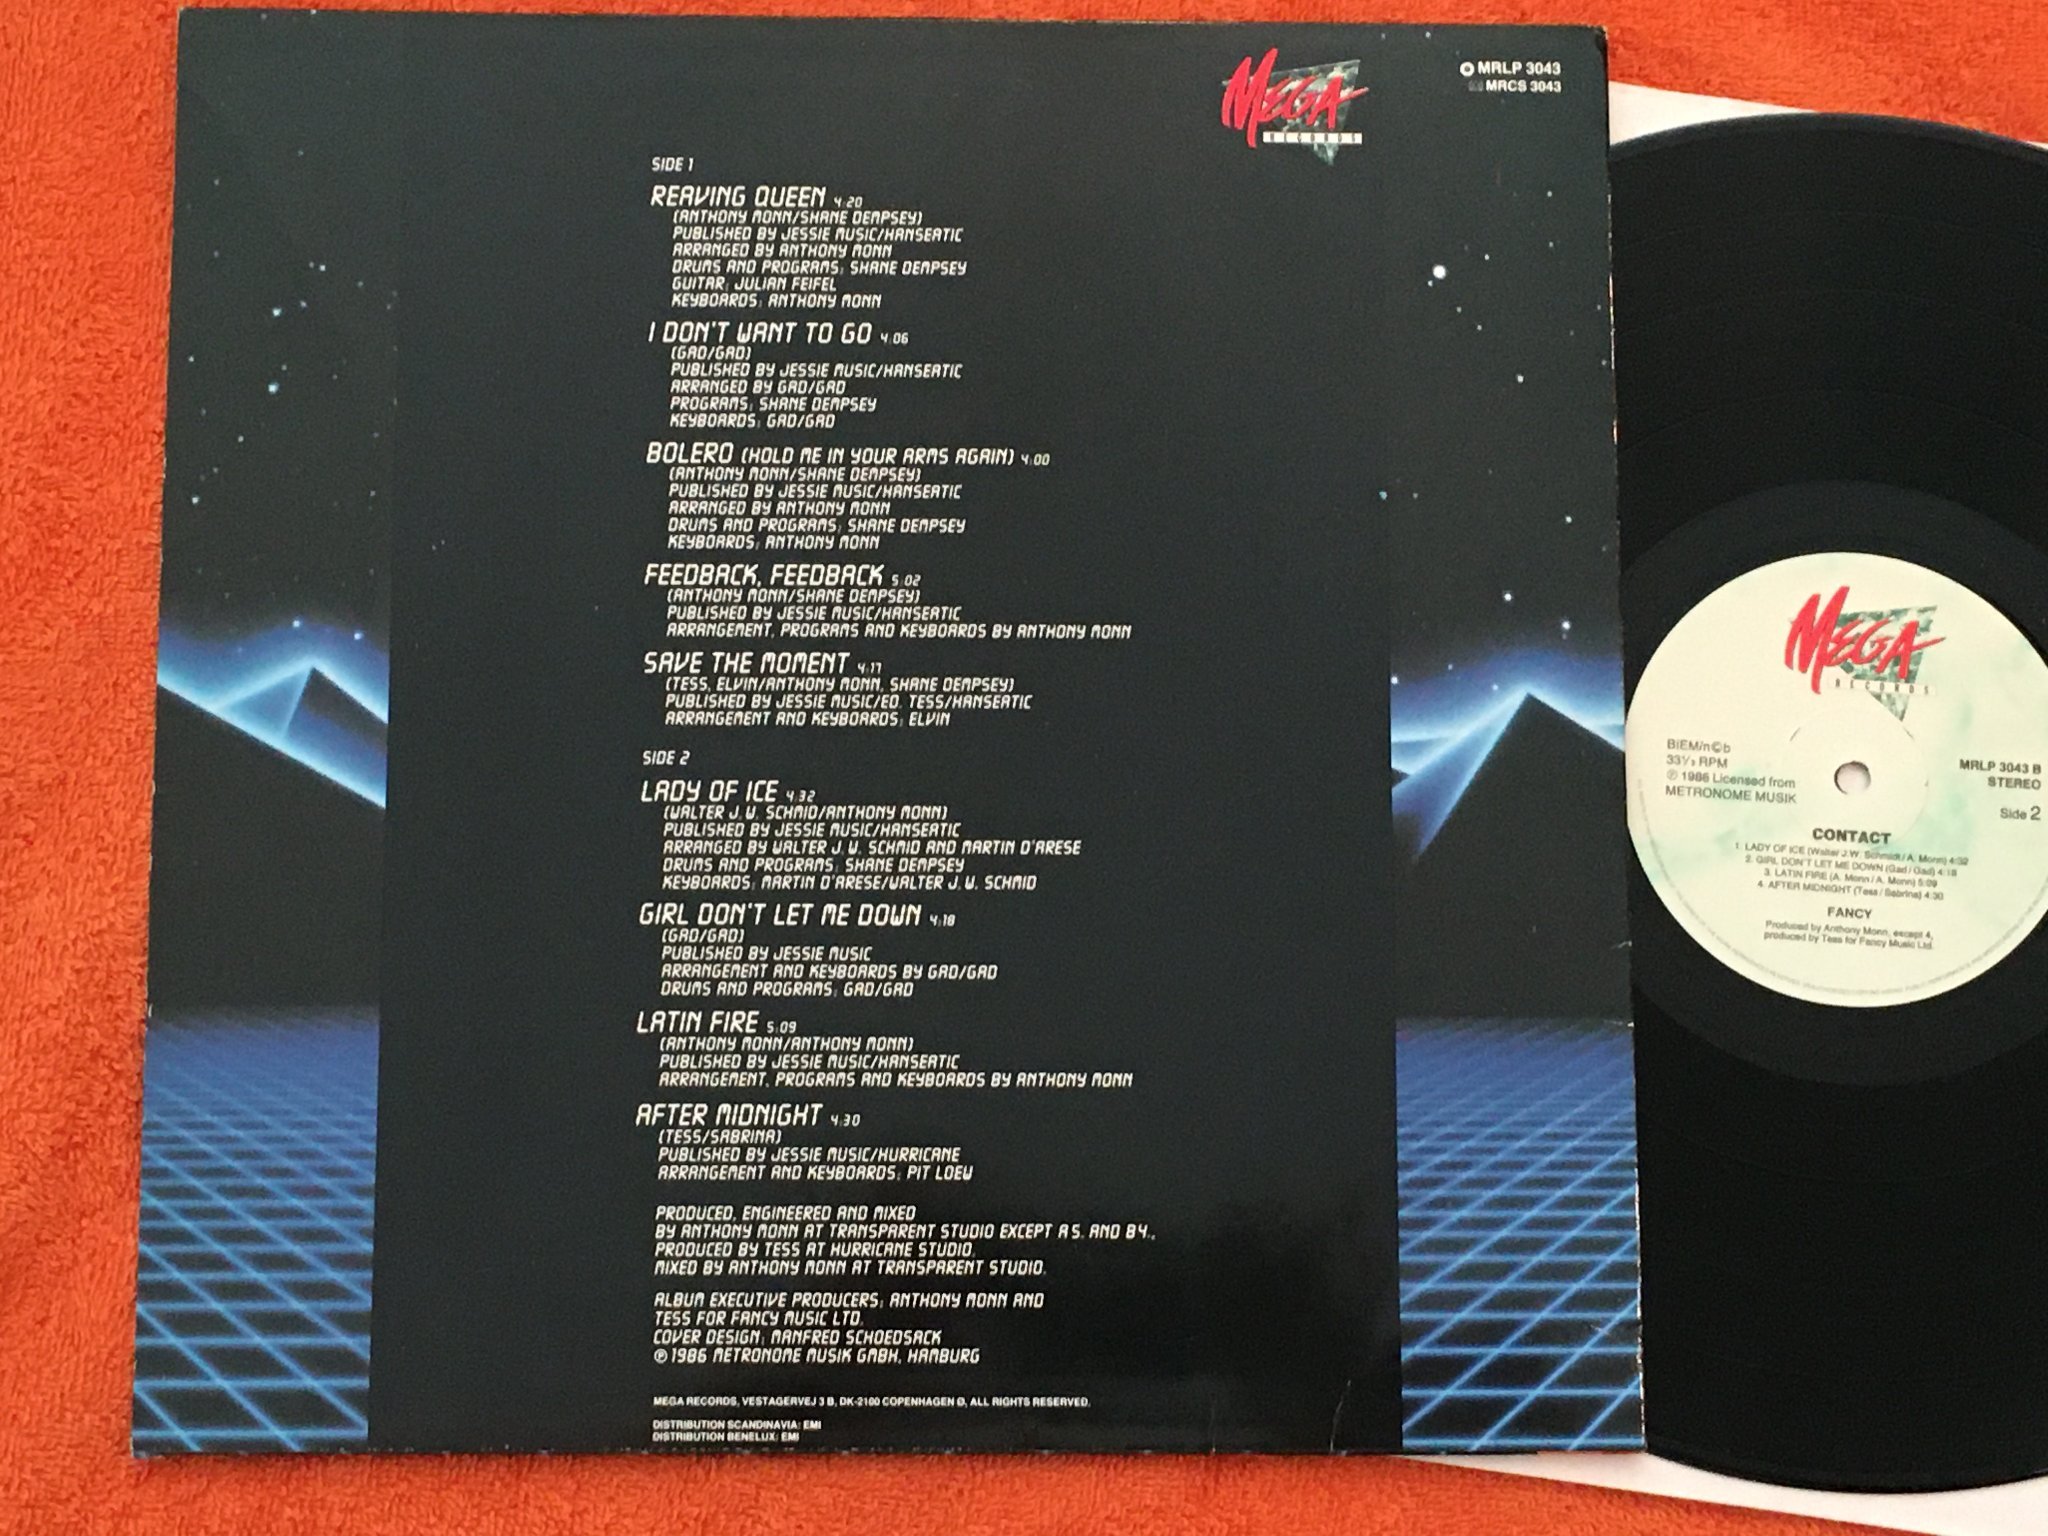 MEGA
RECORDS
MRLP 3043
MRCS 3043
SIDE 1
REAVING QUEEN 4:20
(ANTHONY MONN/SHANE DEMPSEY)
PUBLISHED BY JESSIE MUSIC/HANSEATIC
ARRANGED BY ANTHONY MONN
DRUMS AND PROGRAMS: SHANE DEMPSEY
GUITAR: JULIAN FEIFEL
KEYBOARDS: ANTHONY MONN
I DON'T WANT TO GO 4:06
(GAD/GAD)
PUBLISHED BY JESSIE MUSIC/HANSEATIC
ARRANGED BY GAD/GAD
PROGRAMS: SHANE DEMPSEY
KEYBOARDS: GAD/GAD
BOLERO (HOLD ME IN YOUR ARMS AGAIN) 4:00
(ANTHONY MONN/SHANE DEMPSEY)
PUBLISHED BY JESSIE MUSIC/HANSEATIC
ARRANGED BY ANTHONY MONN
DRUMS AND PROGRAMS: SHANE DEMPSEY
KEYBOARDS: ANTHONY MONN
FEEDBACK, FEEDBACK 5:02
(ANTHONY MONN/SHANE DEMPSEY)
PUBLISHED BY JESSIE MUSIC/HANSEATIC
ARRANGEMENT, PROGRAMS AND KEYBOARDS BY ANTHONY MONN
SAVE THE MOMENT 4:17
(TESS, ELVIN/ANTHONY MONN, SHANE DEMPSEY)
PUBLISHED BY JESSIE MUSIC/ED. TESS/HANSEATIC
ARRANGEMENT AND KEYBOARDS: ELVIN
SIDE 2
LADY OF ICE 4:32
(WALTER J. W. SCHMID/ANTHONY MONN)
PUBLISHED BY JESSIE MUSIC/HANSEATIC
ARRANGED BY WALTER J. W. SCHMID AND MARTIN D'ARESE
DRUMS AND PROGRAMS: SHANE DEMPSEY
KEYBOARDS: MARTIN D'ARESE/WALTER J. W. SCHMID
GIRL DON'T LET ME DOWN 4:18
(GAD/GAD)
PUBLISHED BY JESSIE MUSIC
ARRANGEMENT AND KEYBOARDS BY GAD/GAD
DRUMS AND PROGRAMS: GAD/GAD
LATIN FIRE 5:09
(ANTHONY MONN/ANTHONY MONN)
PUBLISHED BY JESSIE MUSIC/HANSEATIC
ARRANGEMENT, PROGRAMS AND KEYBOARDS BY ANTHONY MONN
AFTER MIDNIGHT 4:30
(TESS/SABRINA)
PUBLISHED BY JESSIE MUSIC/HURRICANE
ARRANGEMENT AND KEYBOARDS: PIT LOEW
PRODUCED, ENGINEERED AND MIXED
BY ANTHONY MONN AT TRANSPARENT STUDIO EXCEPT A5. AND B4.,
PRODUCED BY TESS AT HURRICANE STUDIO.
MIXED BY ANTHONY MONN AT TRANSPARENT STUDIO.
ALBUM EXECUTIVE PRODUCERS: ANTHONY MONN AND
TESS FOR FANCY MUSIC LTD.
COVER DESIGN: MANFRED SCHOEDSACK
℗ 1986 METRONOME MUSIK GMBH, HAMBURG
MEGA RECORDS, VESTAGERVEJ 3 B, DK-2100 COPENHAGEN Ø, ALL RIGHTS RESERVED.
DISTRIBUTION SCANDINAVIA: EMI
DISTRIBUTION BENELUX: EMI
MEGA
RECORDS
BIEM/n©b
33⅓ RPM
℗ 1986 Licensed from
METRONOME MUSIK
MRLP 3043 B
STEREO
Side 2
CONTACT
1. LADY OF ICE (Walter J.W. Schmidt / A. Monn) 4:32
2. GIRL DON'T LET ME DOWN (Gad / Gad) 4:18
3. LATIN FIRE (A. Monn / A. Monn) 5:09
4. AFTER MIDNIGHT (Tess / Sabrina) 4:30
FANCY
Produced by Anthony Monn, except 4,
produced by Tess for Fancy Music Ltd.